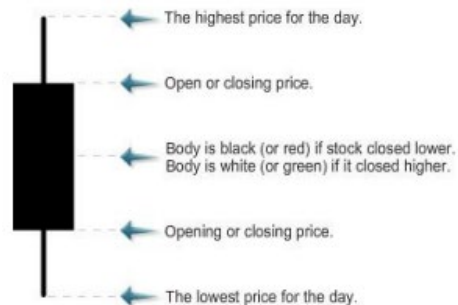 The highest price for the day.
Open or closing price.
Body is black (or red) if stock closed lower.
Body is white (or green) if it closed higher.
Opening or closing price.
The lowest price for the day.